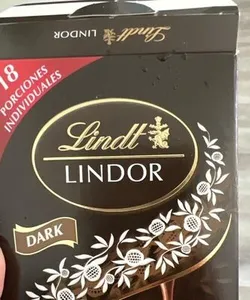 Lindt
LINDOR
18
PORCIONES
INDIVIDUALES
Lindt
LINDOR
DARK